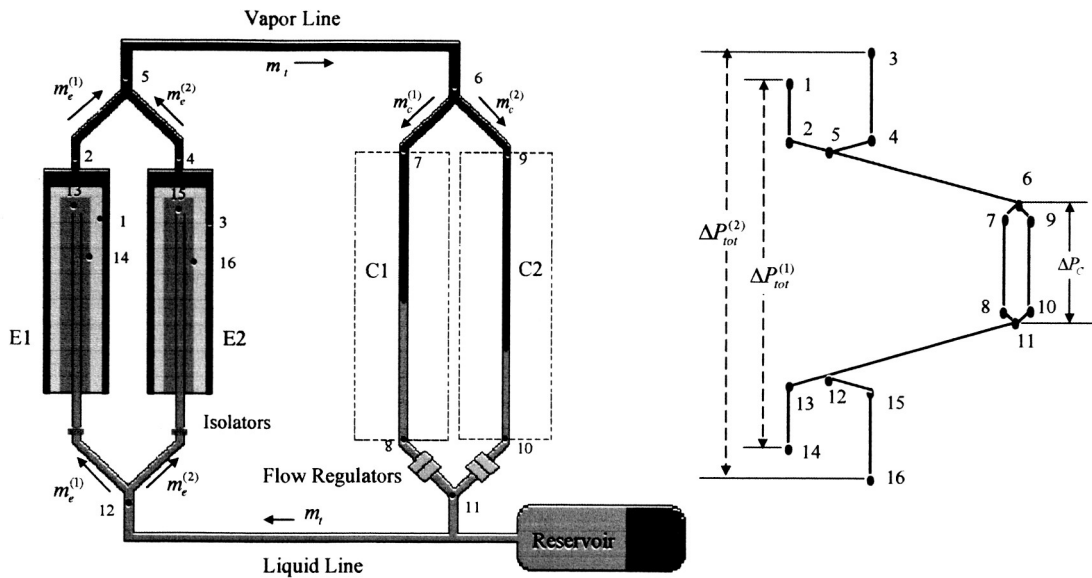 Vapor Line
m_t
5
6
m_e^(1)
m_e^(2)
m_c^(1)
m_c^(2)
2
4
7
9
13
15
1
3
14
16
C1
C2
E1
E2
Isolators
8
10
Flow Regulators
m_e^(1)
m_e^(2)
12
11
m_t
Reservoir
Liquid Line
3
1
2
5
4
6
7
9
ΔP_tot^(2)
ΔP_tot^(1)
ΔP_C
8
10
11
13
12
15
14
16